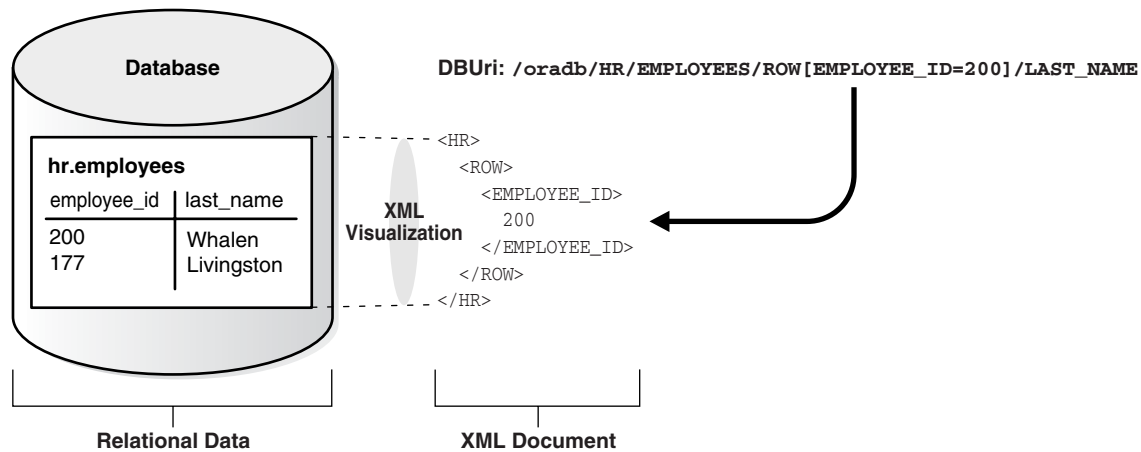 Database
DBUri: /oradb/HR/EMPLOYEES/ROW[EMPLOYEE_ID=200]/LAST_NAME
hr.employees
employee_id last_name
200 Whalen
177 Livingston
XML
Visualization
<HR>
<ROW>
<EMPLOYEE_ID>
200
</EMPLOYEE_ID>
</ROW>
</HR>
Relational Data
XML Document